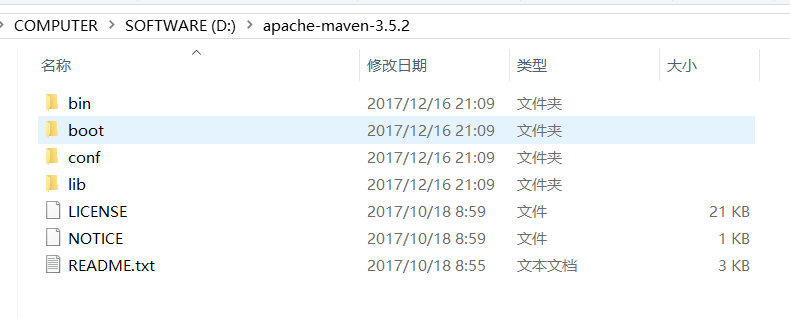 COMPUTER > SOFTWARE (D:) > apache-maven-3.5.2
名称 修改日期 类型 大小
bin 2017/12/16 21:09 文件夹
boot 2017/12/16 21:09 文件夹
conf 2017/12/16 21:09 文件夹
lib 2017/12/16 21:09 文件夹
LICENSE 2017/10/18 8:59 文件 21 KB
NOTICE 2017/10/18 8:59 文件 1 KB
README.txt 2017/10/18 8:55 文本文档 3 KB